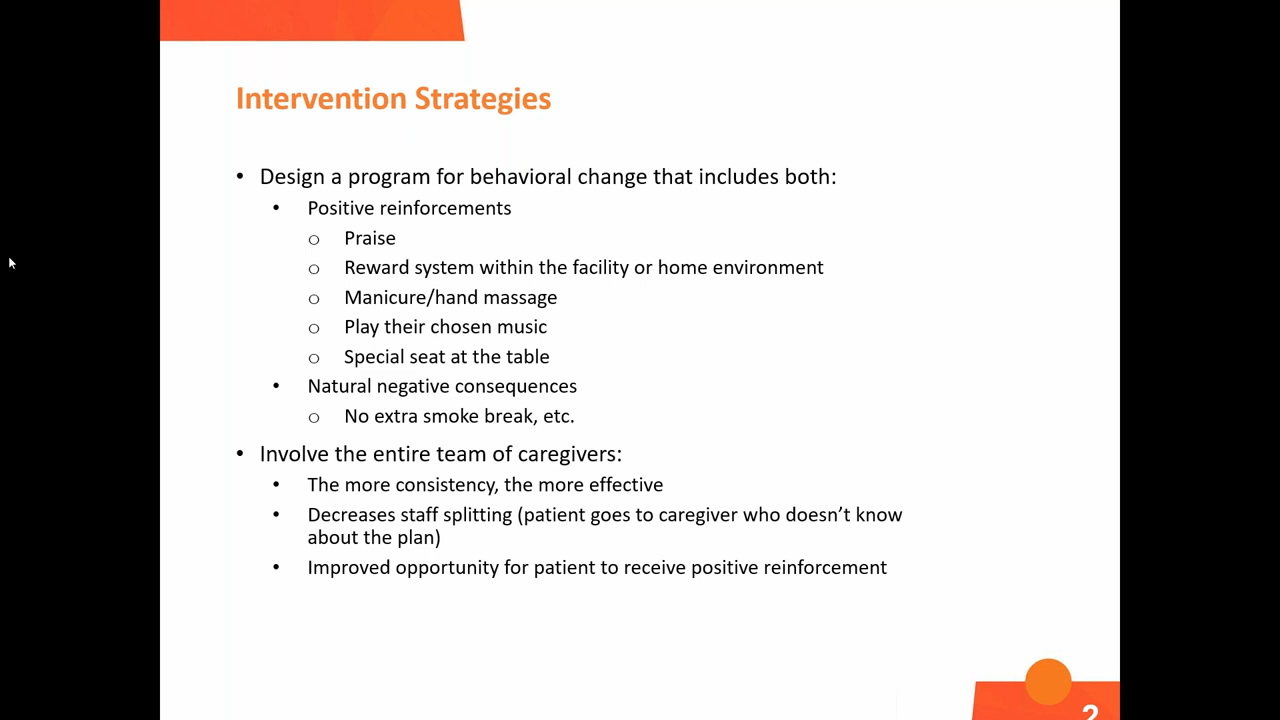 Intervention Strategies
• Design a program for behavioral change that includes both:
• Positive reinforcements
o Praise
o Reward system within the facility or home environment
o Manicure/hand massage
o Play their chosen music
o Special seat at the table
• Natural negative consequences
o No extra smoke break, etc.
• Involve the entire team of caregivers:
• The more consistency, the more effective
• Decreases staff splitting (patient goes to caregiver who doesn’t know
about the plan)
• Improved opportunity for patient to receive positive reinforcement
2